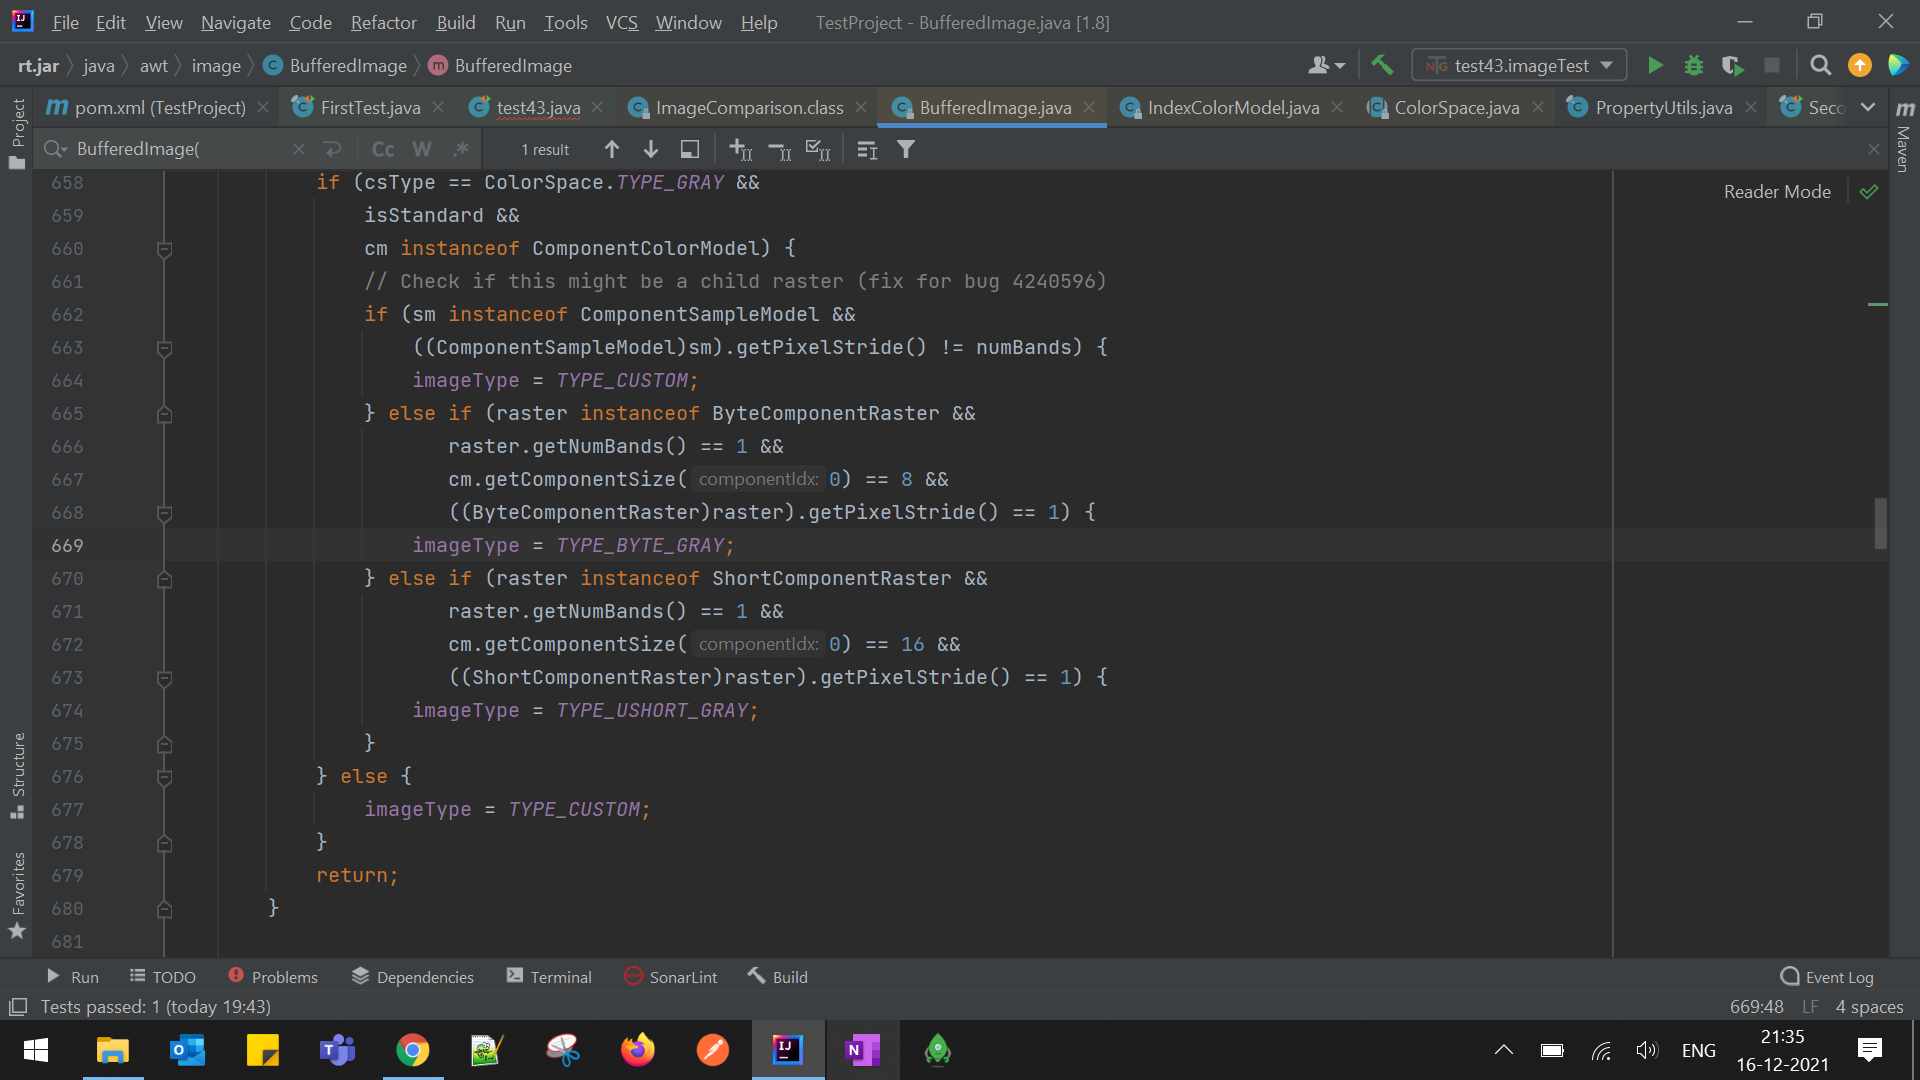 File Edit View Navigate Code Refactor Build Run Tools VCS Window Help TestProject - BufferedImage.java [1.8]
rt.jar java awt image BufferedImage BufferedImage test43.imageTest
pom.xml (TestProject) FirstTest.java test43.java ImageComparison.class BufferedImage.java IndexColorModel.java ColorSpace.java PropertyUtils.java Seco
BufferedImage( Cc W .* 1 result
Reader Mode
658 if (csType == ColorSpace.TYPE_GRAY &&
659 isStandard &&
660 cm instanceof ComponentColorModel) {
661 // Check if this might be a child raster (fix for bug 4240596)
662 if (sm instanceof ComponentSampleModel &&
663 ((ComponentSampleModel)sm).getPixelStride() != numBands) {
664 imageType = TYPE_CUSTOM;
665 } else if (raster instanceof ByteComponentRaster &&
666 raster.getNumBands() == 1 &&
667 cm.getComponentSize( componentIdx: 0) == 8 &&
668 ((ByteComponentRaster)raster).getPixelStride() == 1) {
669 imageType = TYPE_BYTE_GRAY;
670 } else if (raster instanceof ShortComponentRaster &&
671 raster.getNumBands() == 1 &&
672 cm.getComponentSize( componentIdx: 0) == 16 &&
673 ((ShortComponentRaster)raster).getPixelStride() == 1) {
674 imageType = TYPE_USHORT_GRAY;
675 }
676 } else {
677 imageType = TYPE_CUSTOM;
678 }
679 return;
680 }
681
Project
Structure
Favorites
Maven
Run TODO Problems Dependencies Terminal SonarLint Build Event Log
Tests passed: 1 (today 19:43) 669:48 LF 4 spaces
ENG 21:35
16-12-2021